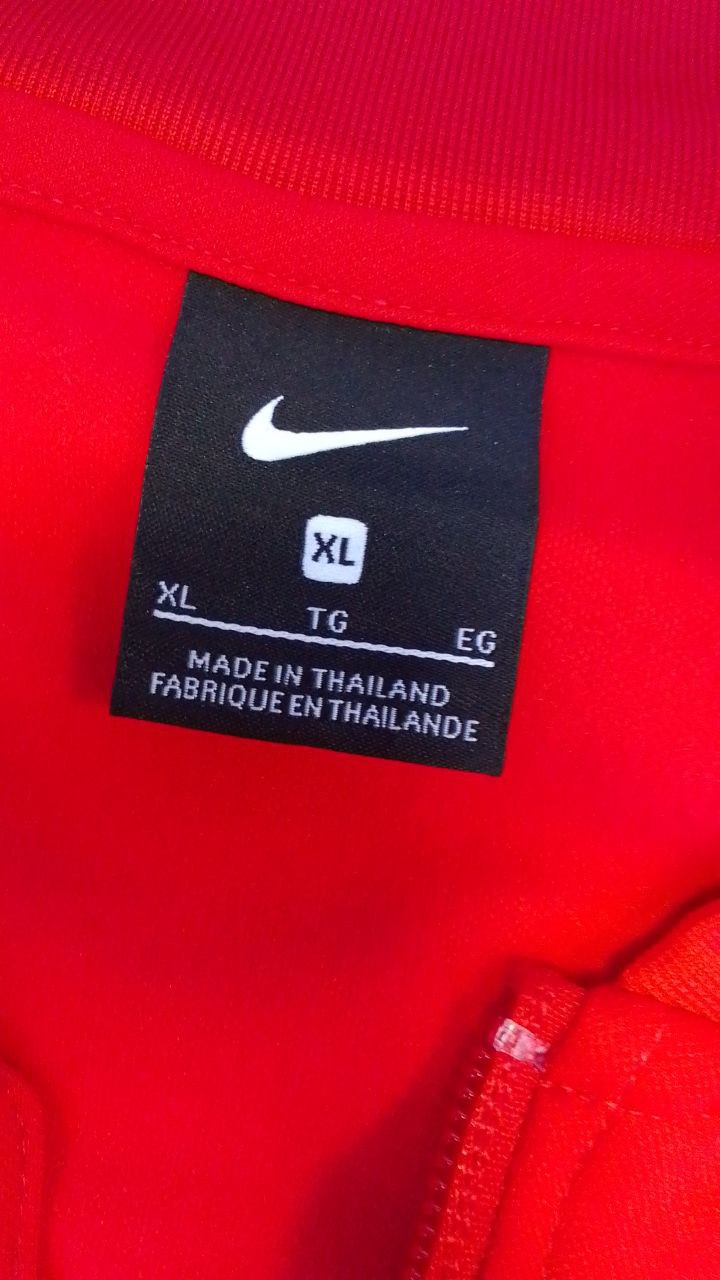 XL
XL TG EG
MADE IN THAILAND
FABRIQUE EN THAILANDE